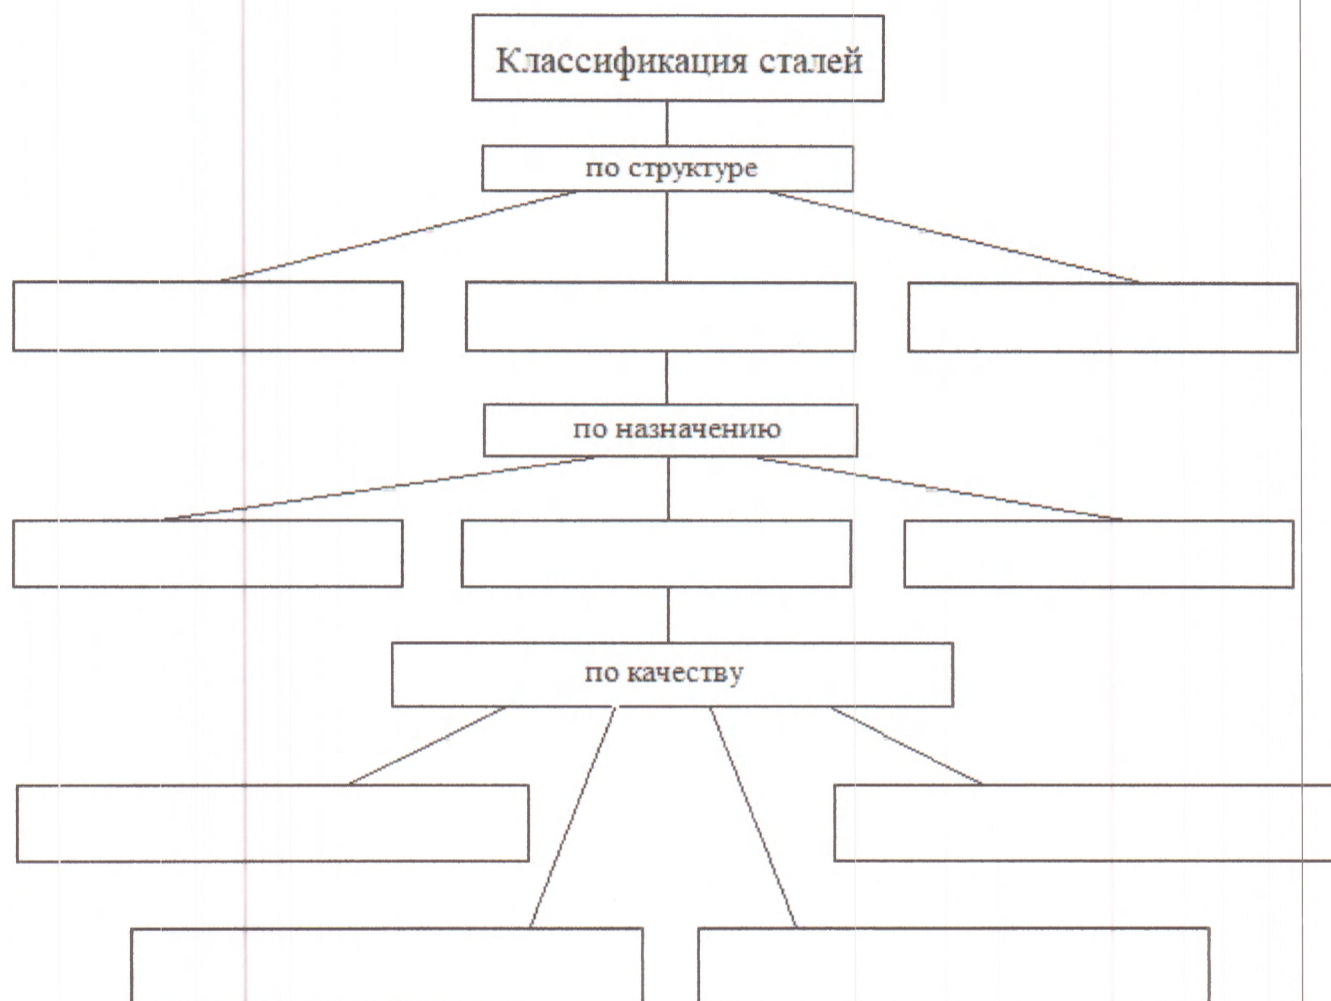 Классификация сталей
по структуре
по назначению
по качеству